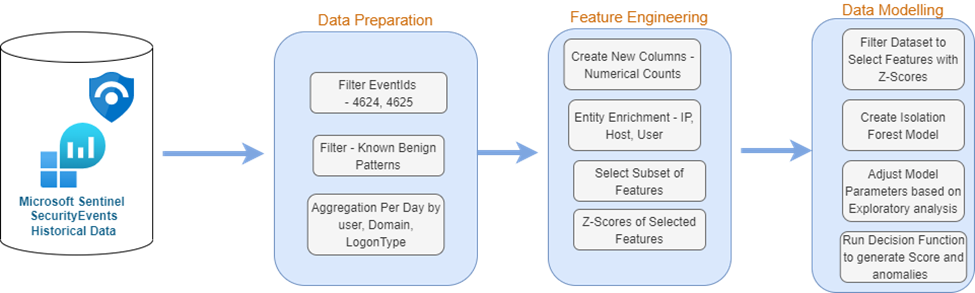 Data Preparation
Feature Engineering
Data Modelling
Microsoft Sentinel
SecurityEvents
Historical Data
Filter EventIds
- 4624, 4625
Filter - Known Benign
Patterns
Aggregation Per Day by
user, Domain,
LogonType
Create New Columns -
Numerical Counts
Entity Enrichment - IP,
Host, User
Select Subset of
Features
Z-Scores of Selected
Features
Filter Dataset to
Select Features with
Z-Scores
Create Isolation
Forest Model
Adjust Model
Parameters based on
Exploratory analysis
Run Decision Function
to generate Score and
anomalies